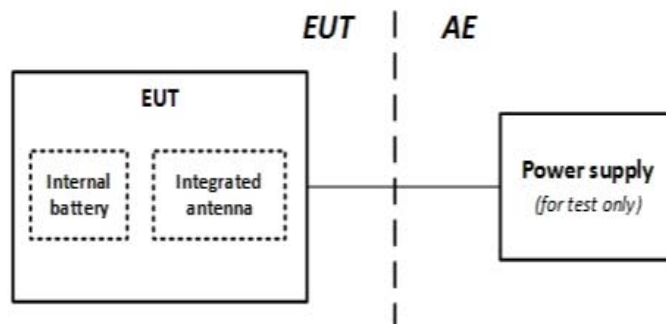 EUT
AE
EUT
Internal
battery
Integrated
antenna
Power supply
(for test only)